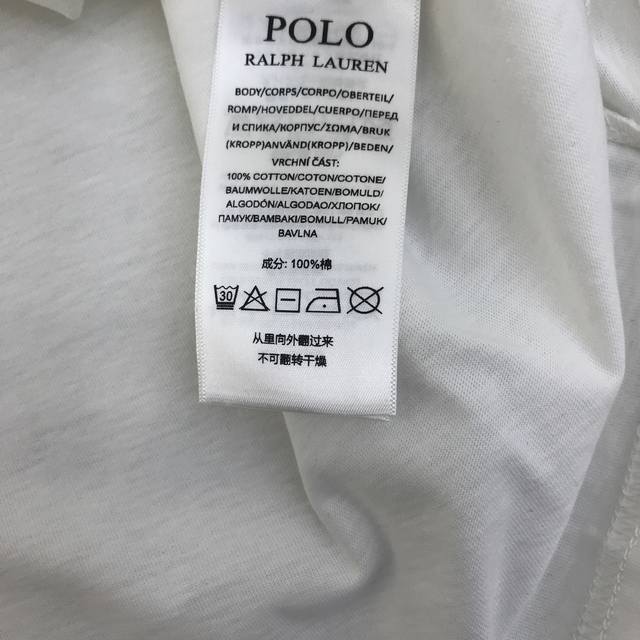 POLO
RALPH LAUREN
BODY/CORPS/CORPO/OBERTEIL/
ROMP/HOVEDDEL/CUERPO/ПЕРЕД
И СПИКА/КОРПУС/ΣΩΜΑ/BRUK
(KROPP)ANVÄND(KROPP)/BEDEN/
VRCHNÍ ČÁST:
100% COTTON/COTON/COTONE/
BAUMWOLLE/KATOEN/BOMULD/
ALGODÓN/ALGODAO/ХЛОПОК/
ПАМУК/BAMBAKI/BOMULL/PAMUK/
BAVLNA
成分: 100%棉
30
从里向外翻过来
不可翻转干燥